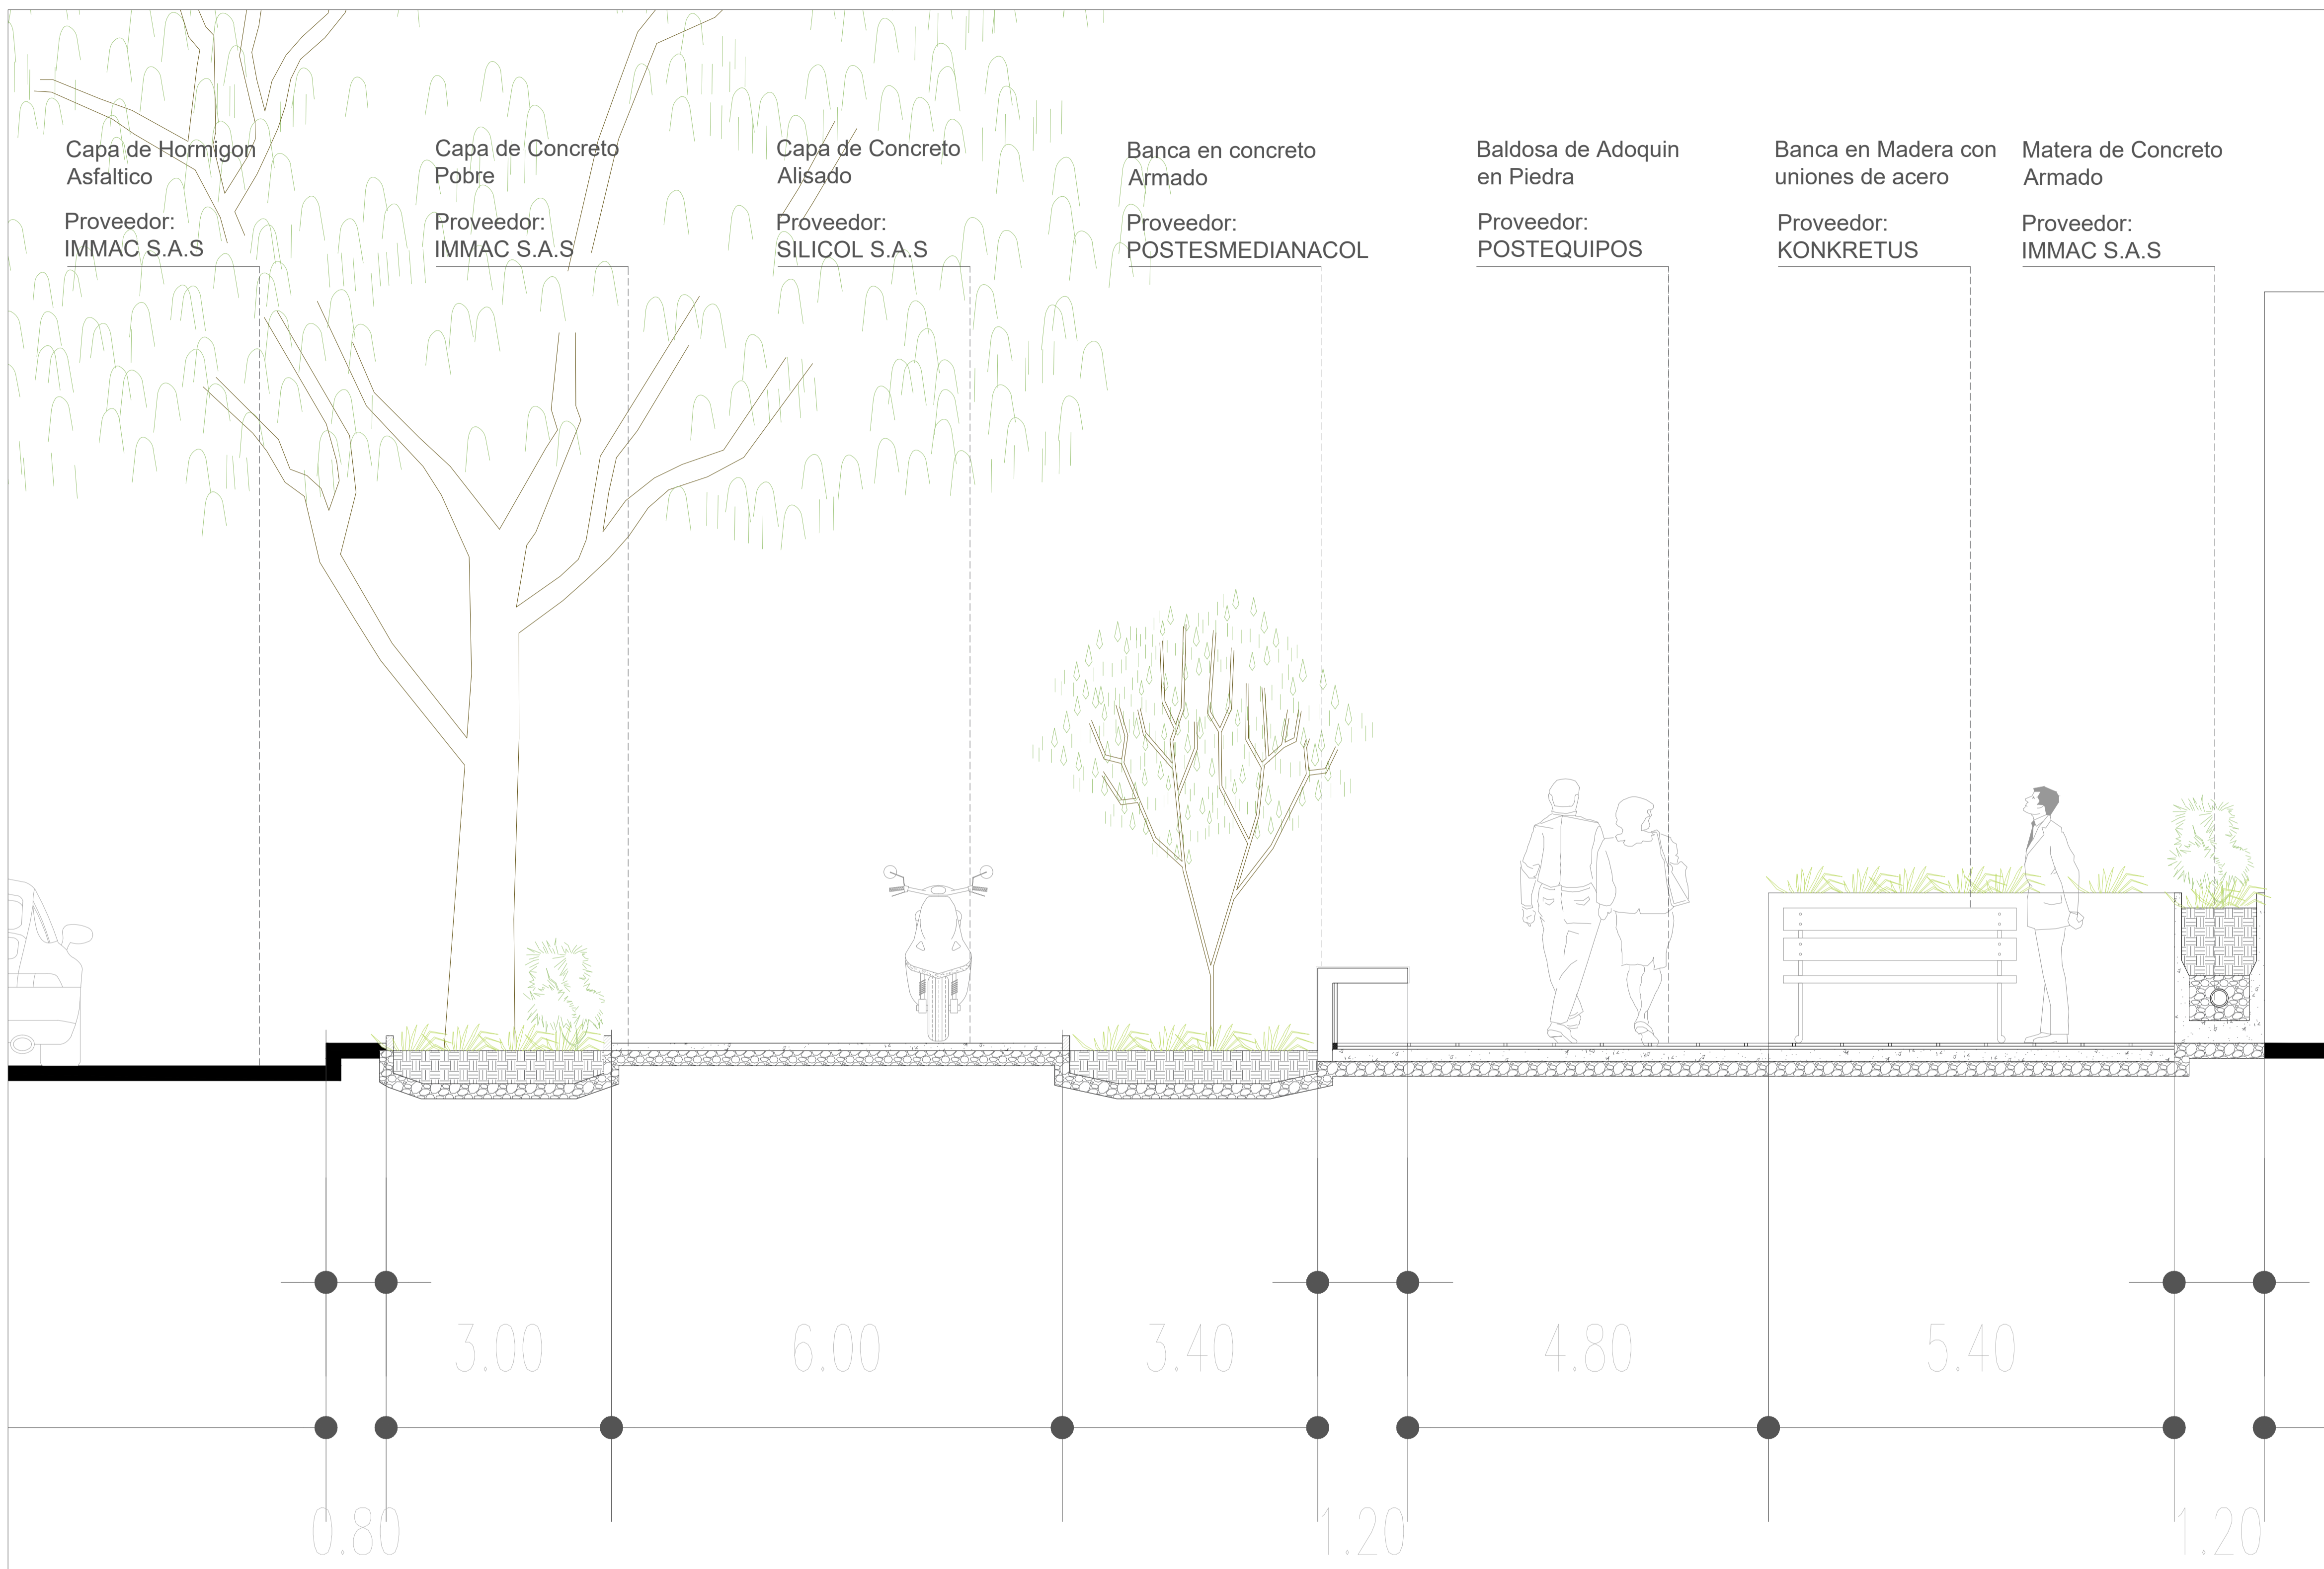 Capa de Hormigon
Asfaltico
Proveedor:
IMMAC S.A.S
Capa de Concreto
Pobre
Proveedor:
IMMAC S.A.S
Capa de Concreto
Alisado
Proveedor:
SILICOL S.A.S
Banca en concreto
Armado
Proveedor:
POSTESMEDIANACOL
Baldosa de Adoquin
en Piedra
Proveedor:
POSTEQUIPOS
Banca en Madera con
uniones de acero
Proveedor:
KONKRETUS
Matera de Concreto
Armado
Proveedor:
IMMAC S.A.S
3.00
6.00
3.40
4.80
5.40
0.80
1.20
1.20